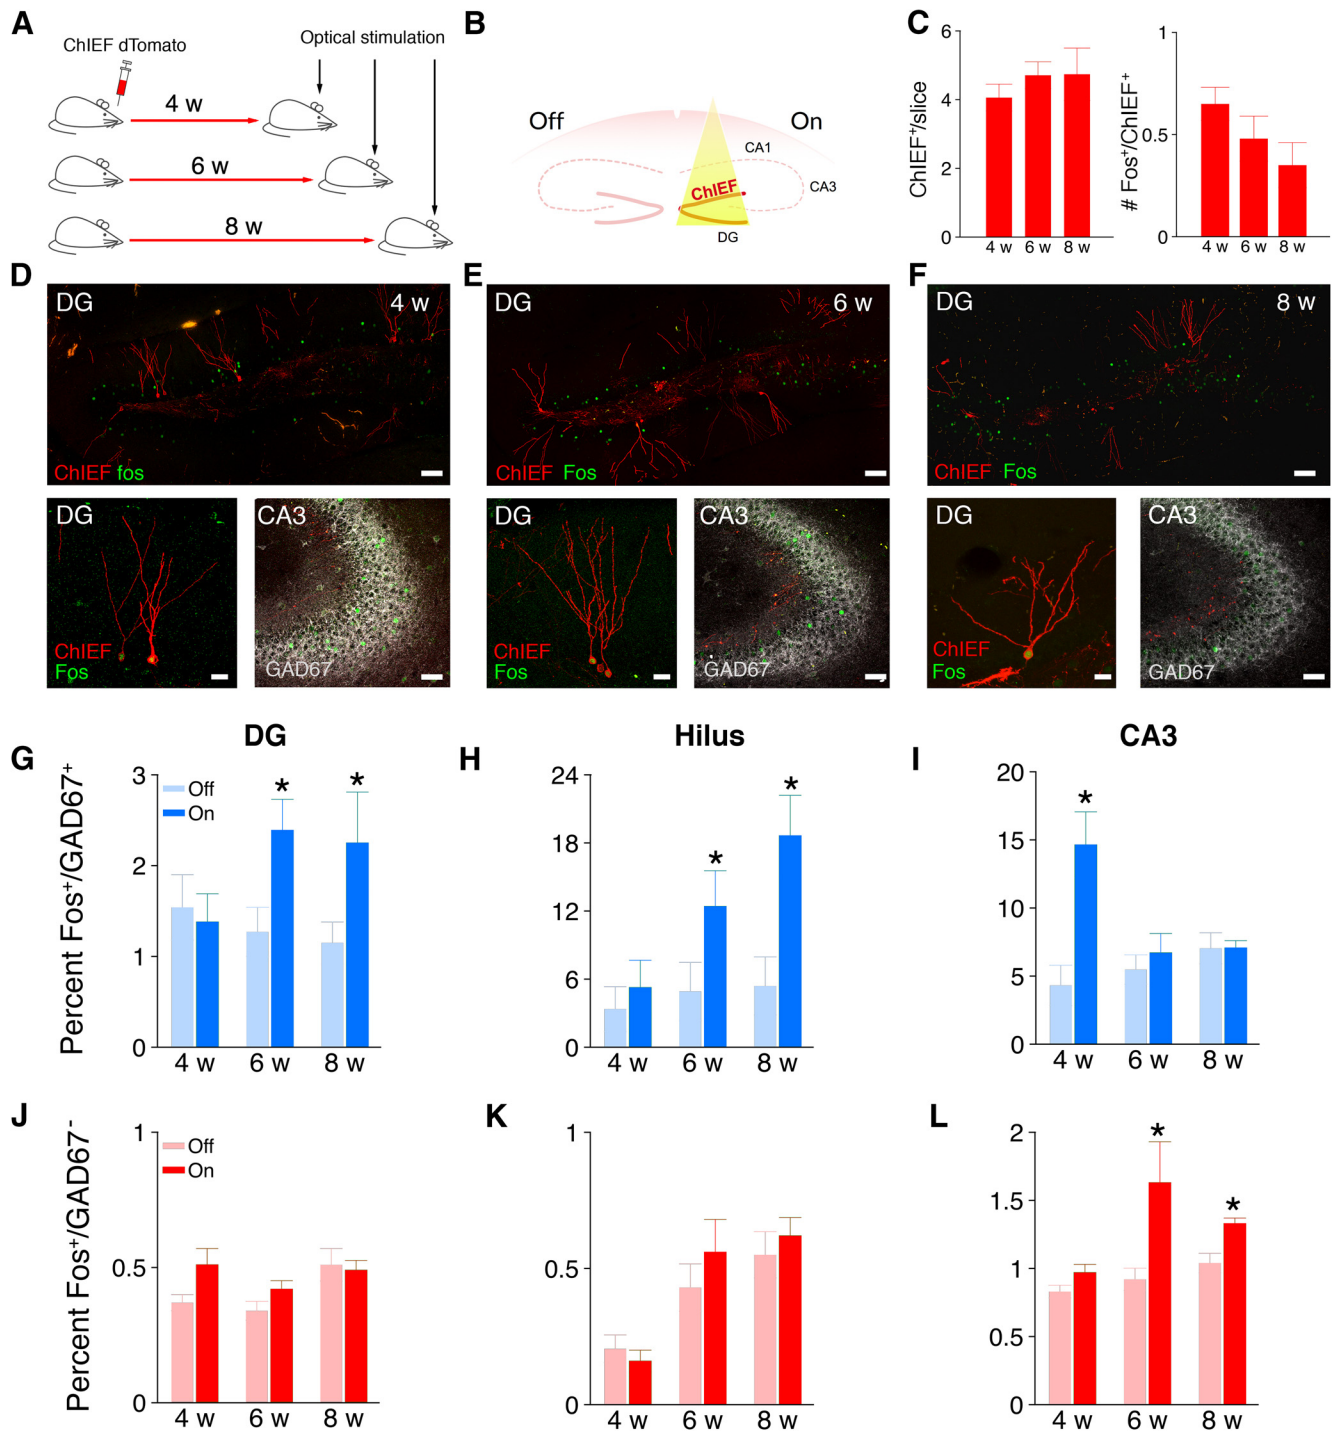 A
ChIEF dTomato
Optical stimulation
4 w
6 w
8 w
B
Off
On
CA1
CA3
ChIEF
DG
C
ChIEF⁺/slice
6
4
2
0
4 w 6 w 8 w
# Fos⁺/ChIEF⁺
1
0.5
0
4 w 6 w 8 w
D
DG
4 w
ChIEF fos
DG
ChIEF
Fos
CA3
GAD67
E
DG
6 w
ChIEF Fos
DG
ChIEF
Fos
CA3
GAD67
F
DG
8 w
ChIEF Fos
DG
ChIEF
Fos
CA3
GAD67
DG
Hilus
CA3
G
Percent Fos⁺/GAD67⁺
3
2
1
0
Off
On
*
*
4 w 6 w 8 w
H
24
18
12
6
0
*
*
4 w 6 w 8 w
I
20
15
10
5
0
*
4 w 6 w 8 w
J
Percent Fos⁺/GAD67⁻
1
0.5
0
Off
On
4 w 6 w 8 w
K
1
0.5
0
4 w 6 w 8 w
L
2
1.5
1
0.5
0
*
*
4 w 6 w 8 w